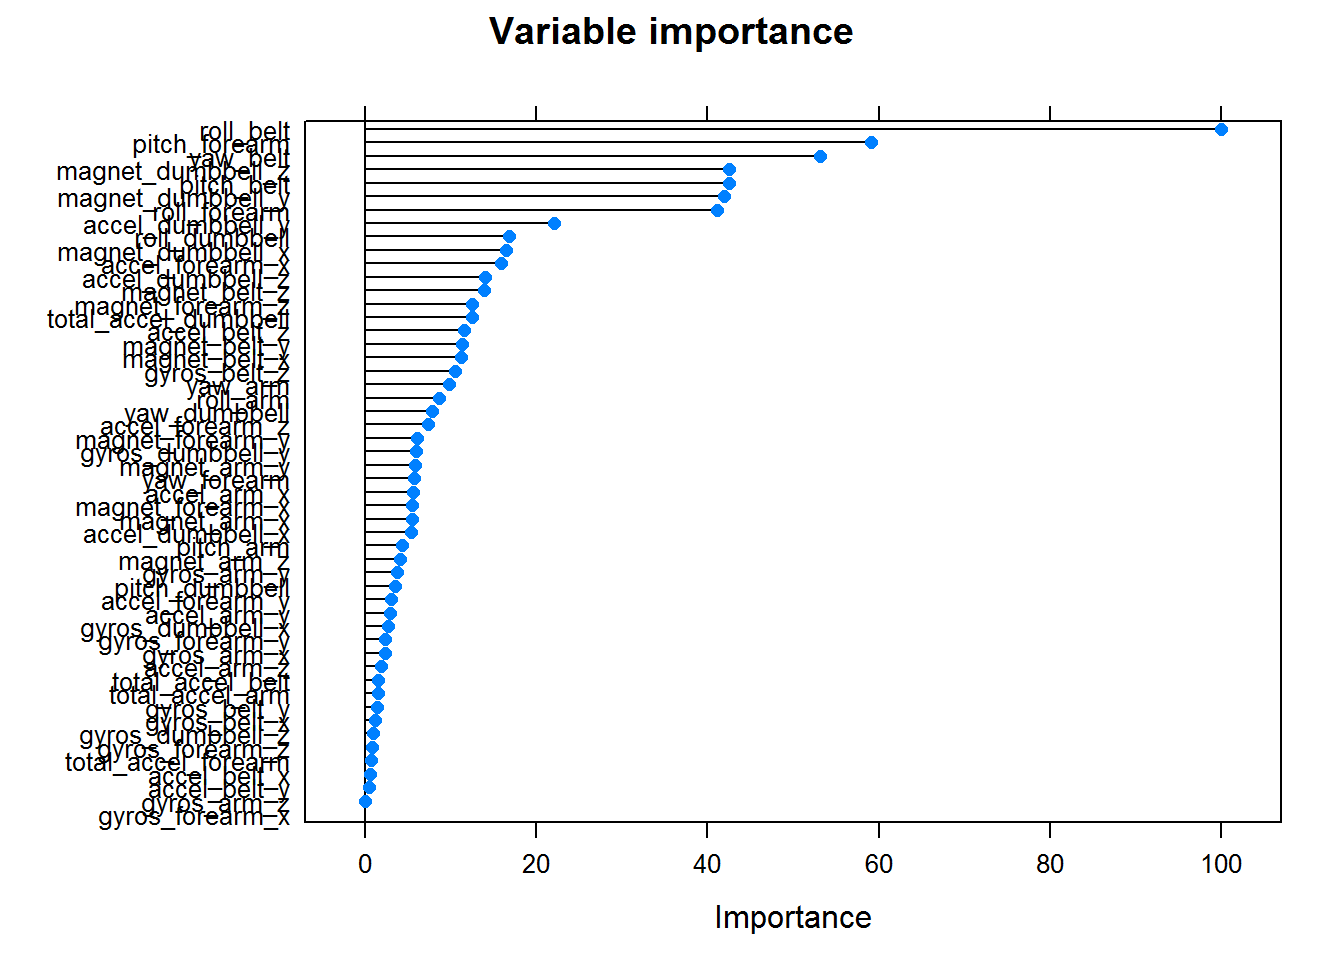 Variable importance
roll_belt
pitch_forearm
yaw_belt
magnet_dumbbell_z
pitch_belt
magnet_dumbbell_y
roll_forearm
accel_dumbbell_y
roll_dumbbell
magnet_dumbbell_x
accel_forearm_x
accel_dumbbell_z
magnet_belt_z
magnet_forearm_z
total_accel_dumbbell
accel_belt_z
magnet_belt_y
magnet_belt_x
gyros_belt_z
yaw_arm
roll_arm
yaw_dumbbell
accel_forearm_z
magnet_forearm_y
gyros_dumbbell_y
magnet_arm_y
yaw_forearm
accel_arm_x
magnet_forearm_x
magnet_arm_x
accel_dumbbell_x
pitch_arm
magnet_arm_z
gyros_arm_y
pitch_dumbbell
accel_forearm_y
accel_arm_y
gyros_dumbbell_x
gyros_forearm_y
gyros_arm_x
accel_arm_z
total_accel_belt
total_accel_arm
gyros_belt_y
gyros_belt_x
gyros_dumbbell_z
gyros_forearm_z
total_accel_forearm
accel_belt_x
accel_belt_y
gyros_arm_z
gyros_forearm_x
0 20 40 60 80 100
Importance